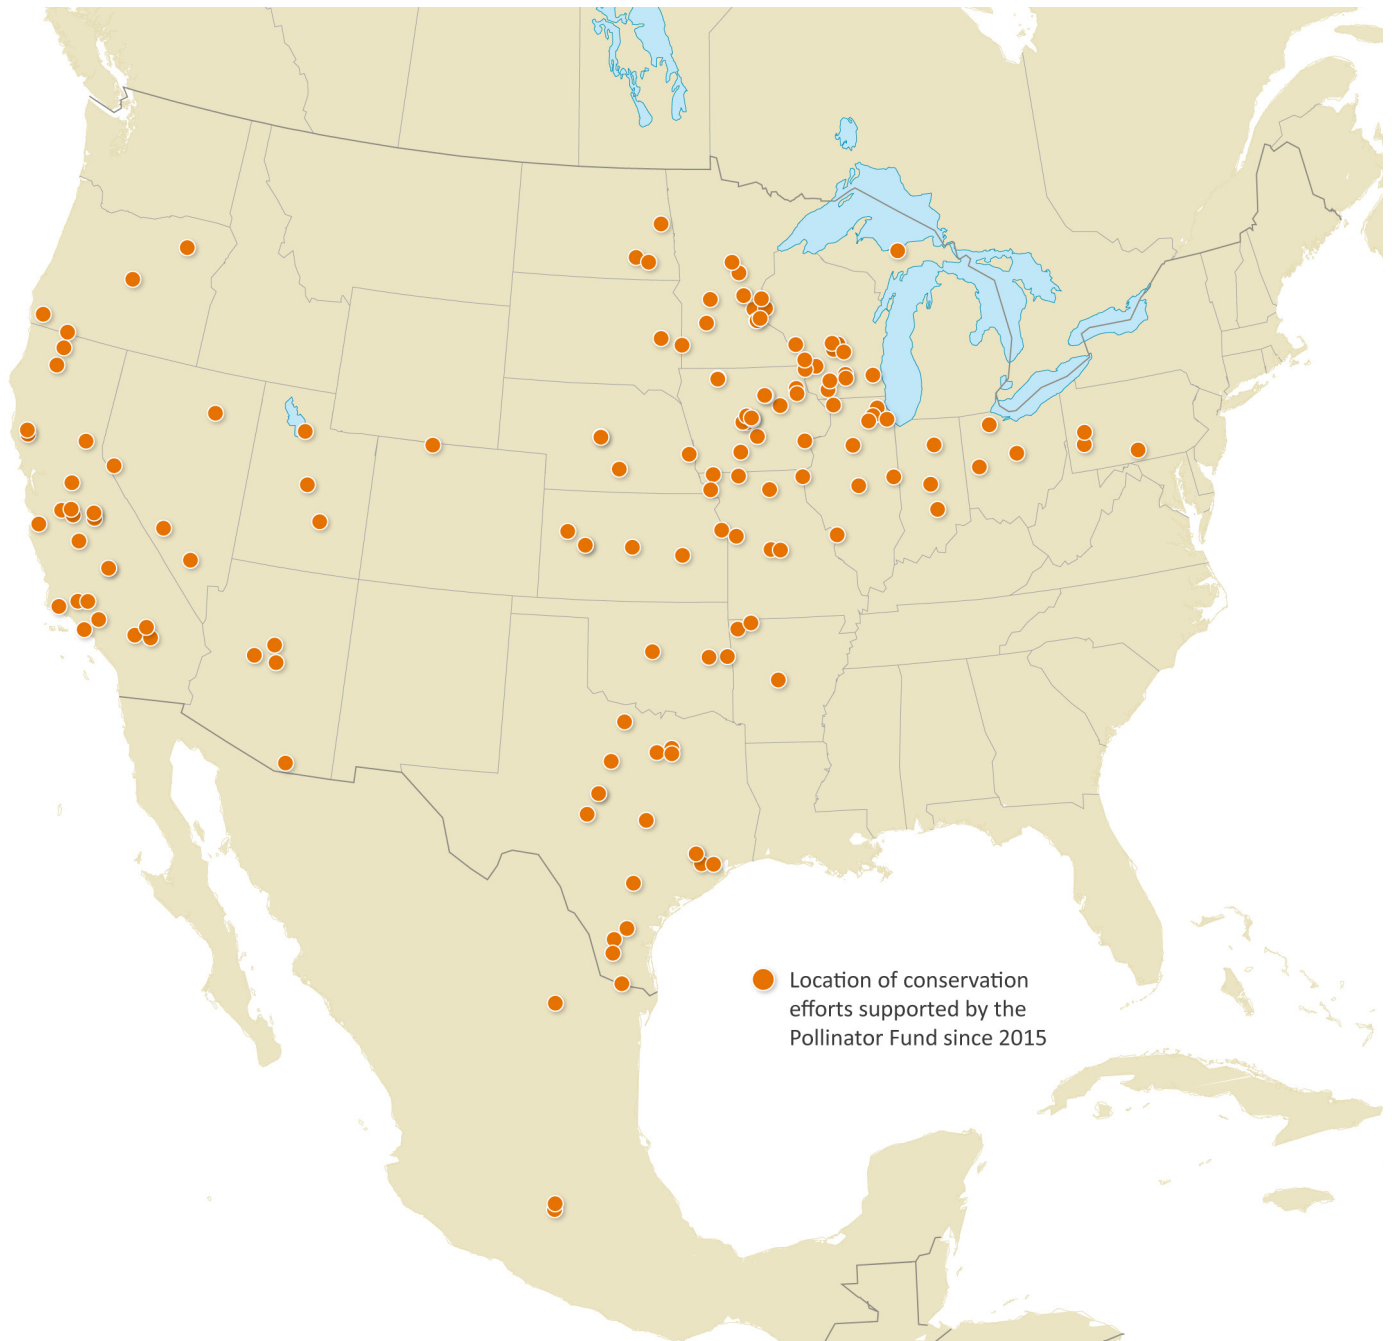 Location of conservation
efforts supported by the
Pollinator Fund since 2015